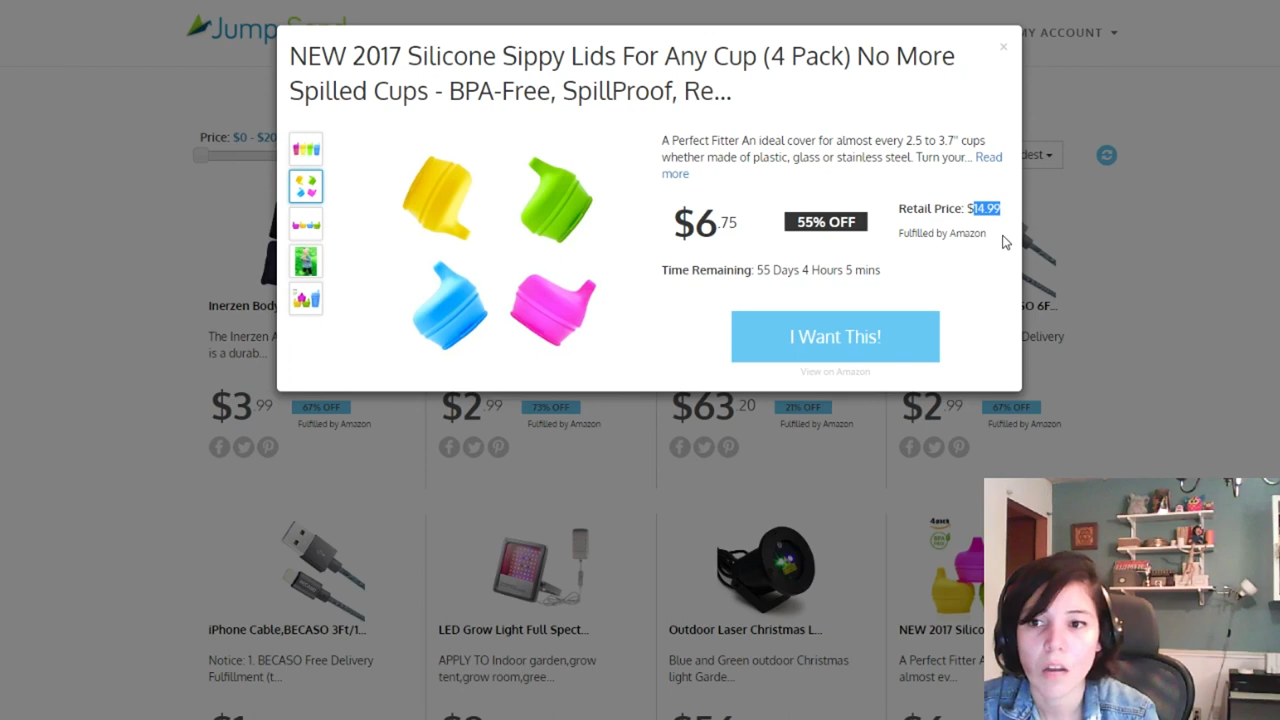 Jump
MY ACCOUNT
NEW 2017 Silicone Sippy Lids For Any Cup (4 Pack) No More
Spilled Cups - BPA-Free, SpillProof, Re...
×
Price: $0 - $20
dest
A Perfect Fitter An ideal cover for almost every 2.5 to 3.7" cups
whether made of plastic, glass or stainless steel. Turn your... Read
more
$6.75
55% OFF
Retail Price: $14.99
Fulfilled by Amazon
Time Remaining: 55 Days 4 Hours 5 mins
I Want This!
View on Amazon
Inerzen Body
The Inerzen A
is a durab...
SO 6F...
Delivery
$3.99 67% OFF
Fulfilled by Amazon
$2.99 73% OFF
Fulfilled by Amazon
$63.20 21% OFF
Fulfilled by Amazon
$2.99 67% OFF
Fulfilled by Amazon
iPhone Cable,BECASO 3Ft/1...
Notice: 1. BECASO Free Delivery
Fulfillment (t...
LED Grow Light Full Spect...
APPLY TO Indoor garden,grow
tent,grow room,gree...
Outdoor Laser Christmas L...
Blue and Green outdoor Christmas
light Garde...
4 PACK
BPA
FREE
NEW 2017 Silico
A Perfect Fitter A
almost ev...